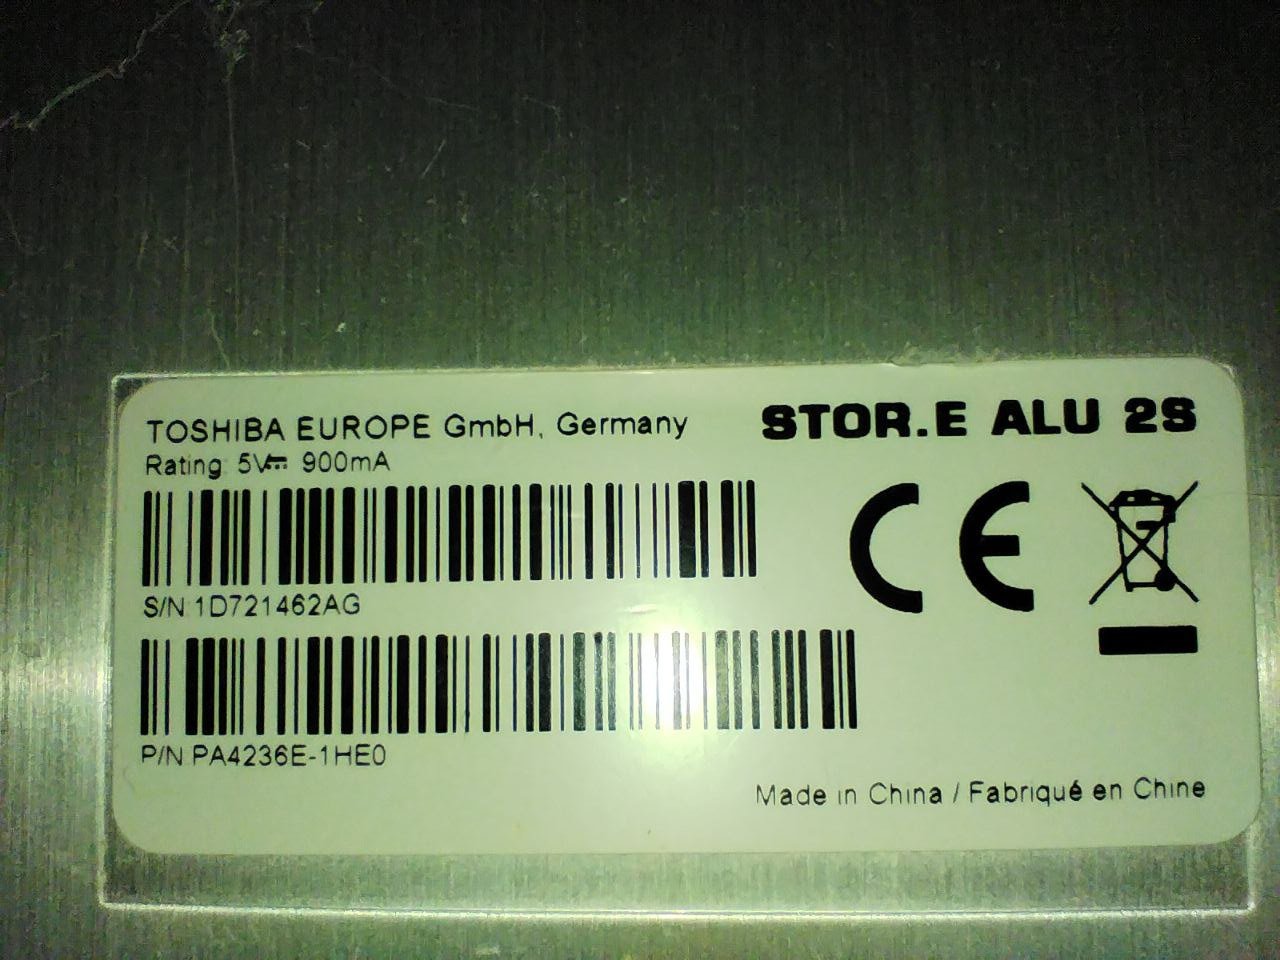 TOSHIBA EUROPE GmbH, Germany
STOR.E ALU 2S
Rating: 5V⎓ 900mA
CE
S/N 1D721462AG
P/N PA4236E-1HE0
Made in China / Fabriqué en Chine